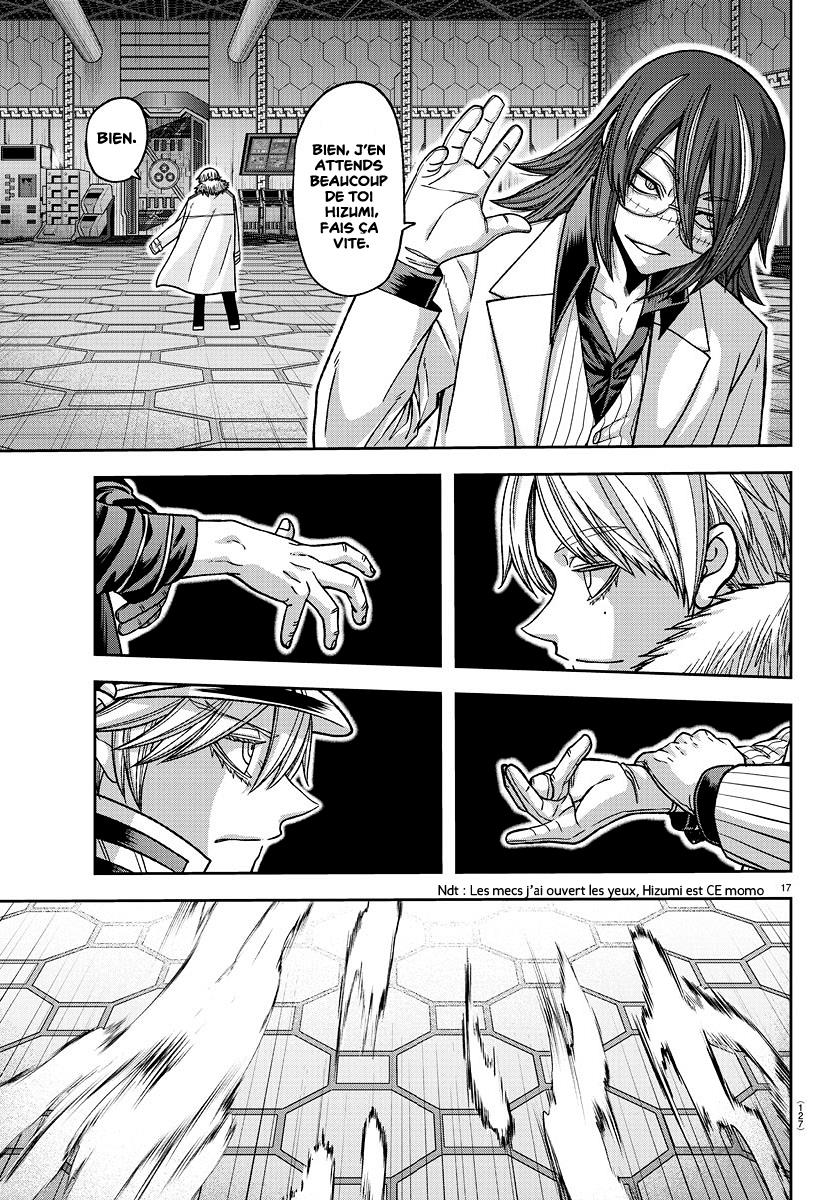 BIEN, J'EN
ATTENDS
BEAUCOUP
DE TOI
HIZUMI,
FAIS ÇA
VITE.
BIEN.
Ndt : Les mecs j'ai ouvert les yeux, Hizumi est CE momo
17
(127)